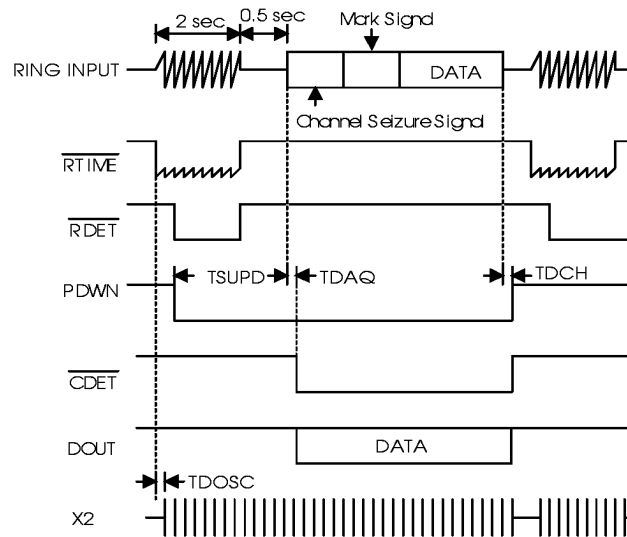 2 sec
0.5 sec
Mark Signd
RING INPUT
DATA
Channel Seizure Signd
RTIME
RDET
PDWN
TSUPD
TDAQ
TDCH
CDET
DOUT
DATA
TDOSC
X2